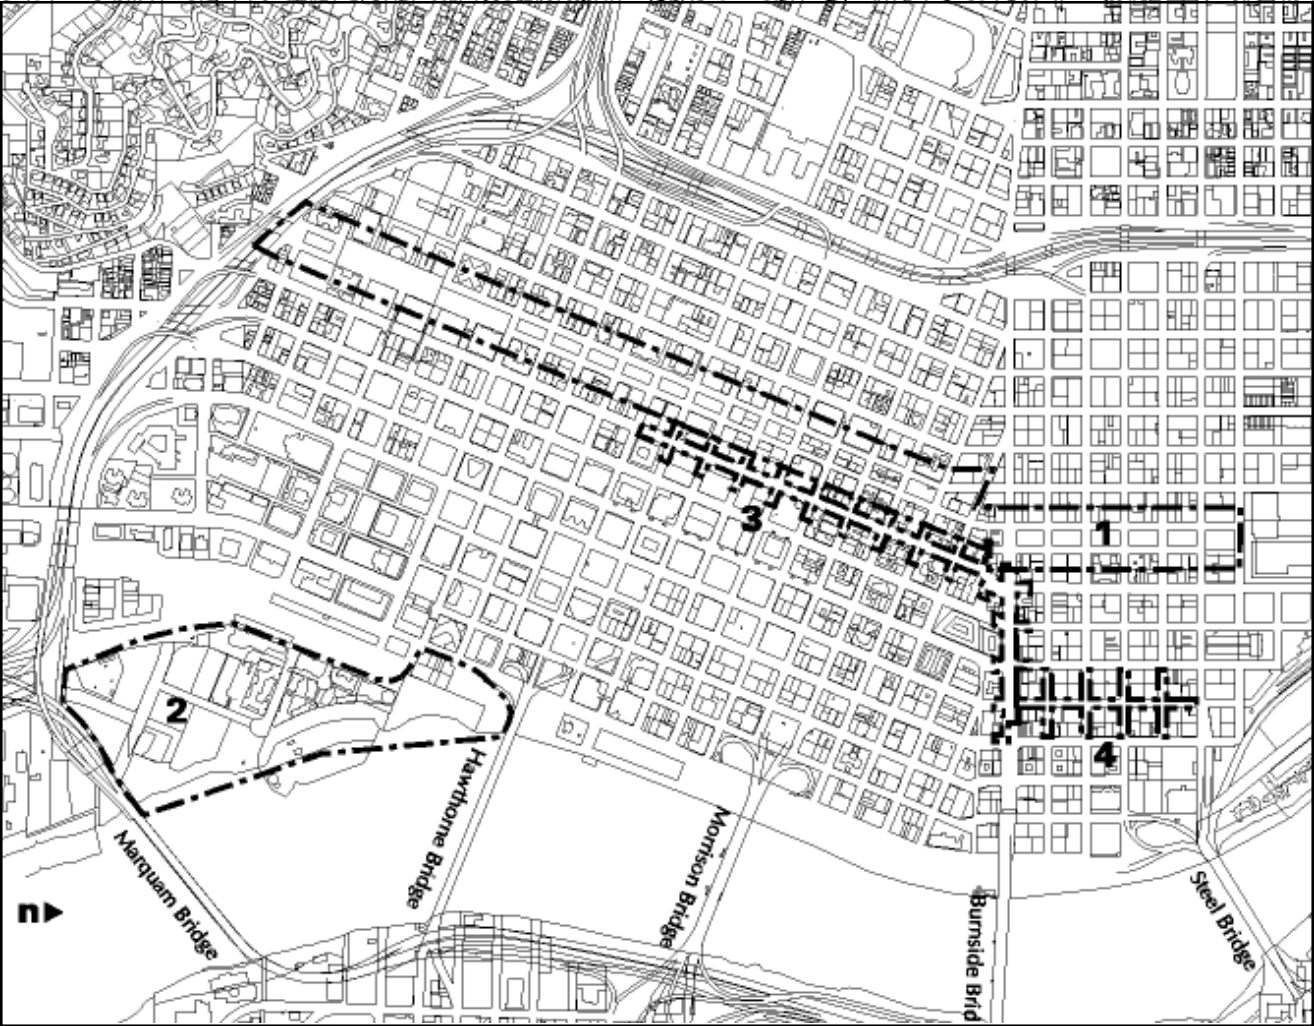 1
3
2
4
Hawthorne Bridge
Morrison Bridge
Marquam Bridge
Burnside Brid
Steel Bridge
n